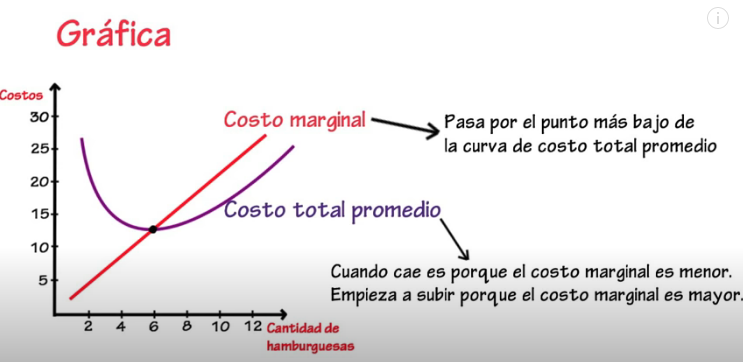 Gráfica
Costos
30
25
20
15
10
5
2 4 6 8 10 12
Cantidad de
hamburguesas
Costo marginal
Pasa por el punto más bajo de
la curva de costo total promedio
Costo total promedio
Cuando cae es porque el costo marginal es menor.
Empieza a subir porque el costo marginal es mayor.
i